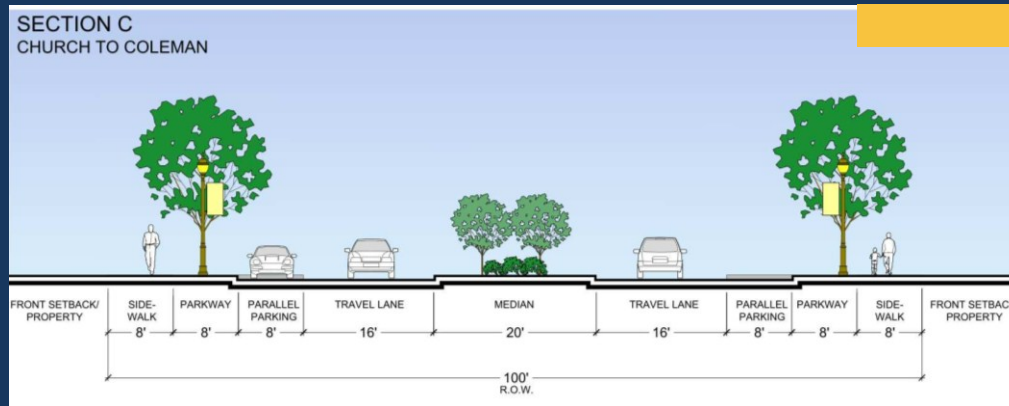 SECTION C
CHURCH TO COLEMAN
FRONT SETBACK/
PROPERTY
SIDE-
WALK
8'
PARKWAY
8'
PARALLEL
PARKING
8'
TRAVEL LANE
16'
MEDIAN
20'
TRAVEL LANE
16'
PARALLEL
PARKING
8'
PARKWAY
8'
SIDE-
WALK
8'
FRONT SETBAC
PROPERTY
100'
R.O.W.